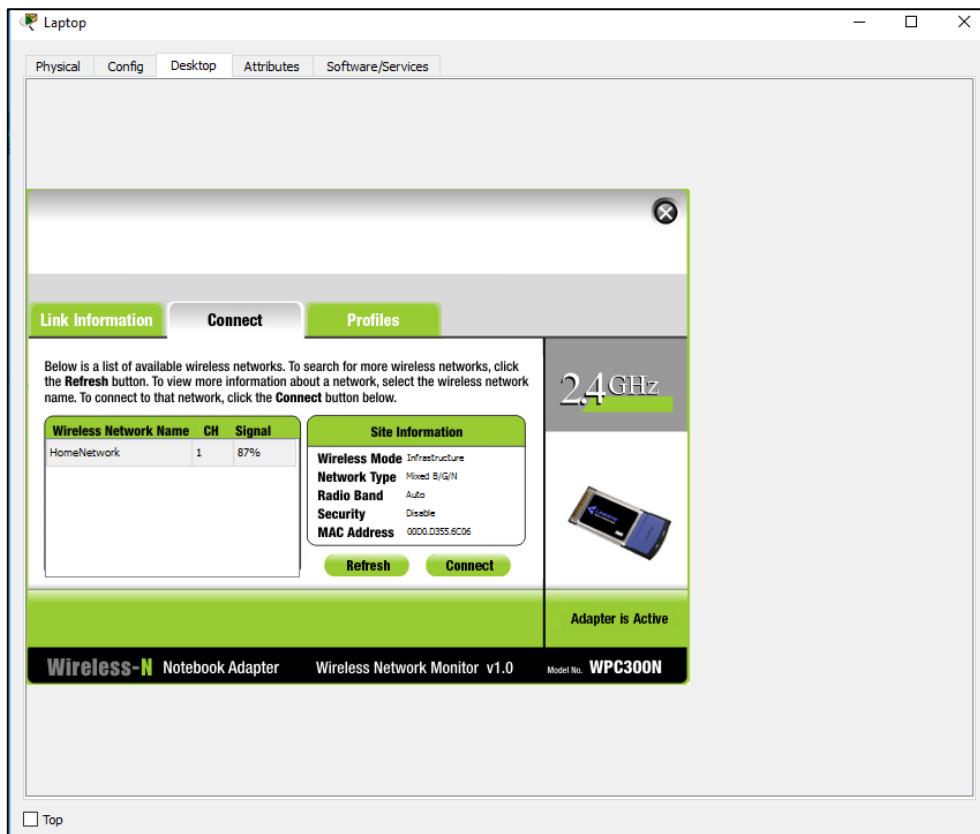 Laptop
Physical Config Desktop Attributes Software/Services
Link Information Connect Profiles
Below is a list of available wireless networks. To search for more wireless networks, click
the Refresh button. To view more information about a network, select the wireless network
name. To connect to that network, click the Connect button below.
2.4GHz
Wireless Network Name CH Signal
HomeNetwork 1 87%
Site Information
Wireless Mode Infrastructure
Network Type Mixed B/G/N
Radio Band Auto
Security Disable
MAC Address 00D0.D355.6C06
Refresh Connect
Adapter is Active
Wireless-N Notebook Adapter Wireless Network Monitor v1.0 Model No. WPC300N
Top